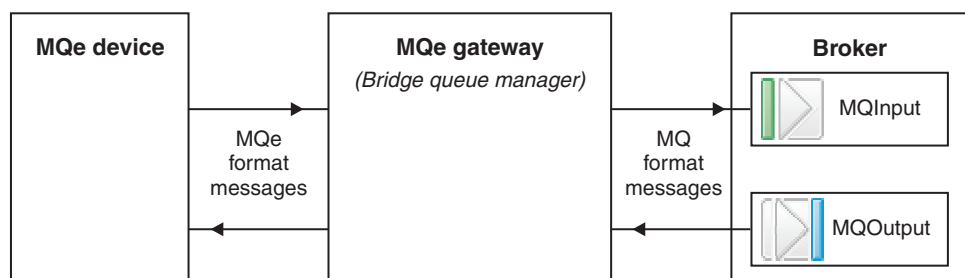 MQe device
MQe gateway
(Bridge queue manager)
Broker
MQInput
MQe
format
messages
MQ
format
messages
MQOutput